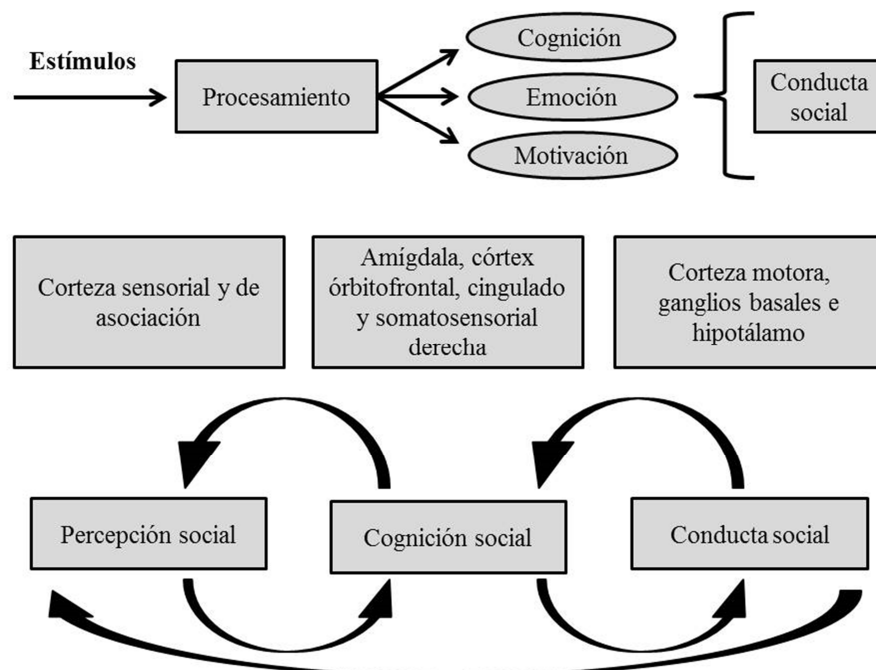 Estímulos
Procesamiento
Cognición
Emoción
Motivación
Conducta
social
Corteza sensorial y de
asociación
Amígdala, córtex
órbitofrontal, cingulado
y somatosensorial
derecha
Corteza motora,
ganglios basales e
hipotálamo
Percepción social
Cognición social
Conducta social